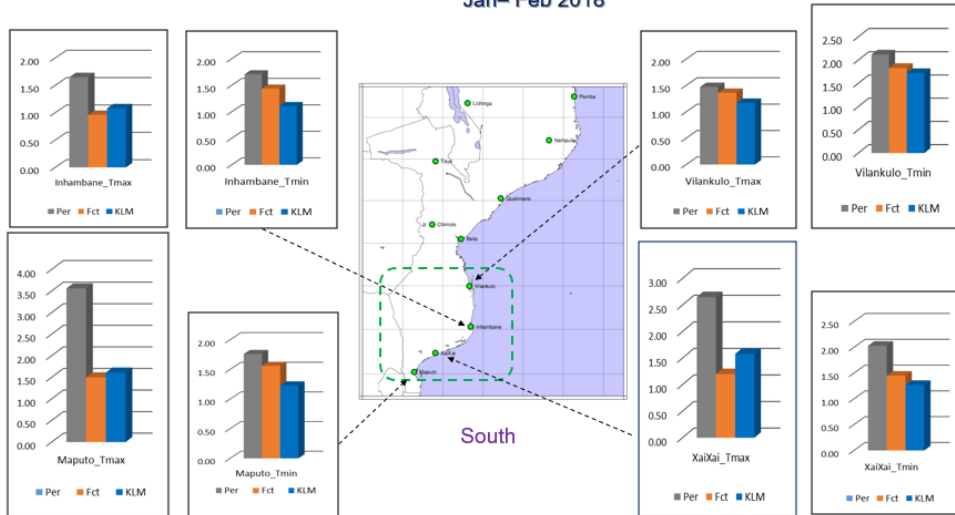 Jan– Feb 2018
2.00
1.50
1.00
0.50
0.00
Inhambane_Tmax
Per Fct KLM
2.00
1.50
1.00
0.50
0.00
Inhambane_Tmin
Per Fct KLM
2.00
1.50
1.00
0.50
0.00
Vilankulo_Tmax
Per Fct KLM
2.50
2.00
1.50
1.00
0.50
0.00
Vilankulo_Tmin
Per Fct KLM
Lichinga
Pemba
Nampula
Tete
Quelimane
Chimoio
Beira
Vilankulo
Inhambane
XaiXai
Maputo
South
4.00
3.50
3.00
2.50
2.00
1.50
1.00
0.50
0.00
Maputo_Tmax
Per Fct KLM
2.00
1.50
1.00
0.50
0.00
Maputo_Tmin
Per Fct KLM
3.00
2.50
2.00
1.50
1.00
0.50
0.00
XaiXai_Tmax
Per Fct KLM
2.50
2.00
1.50
1.00
0.50
0.00
XaiXai_Tmin
Per Fct KLM